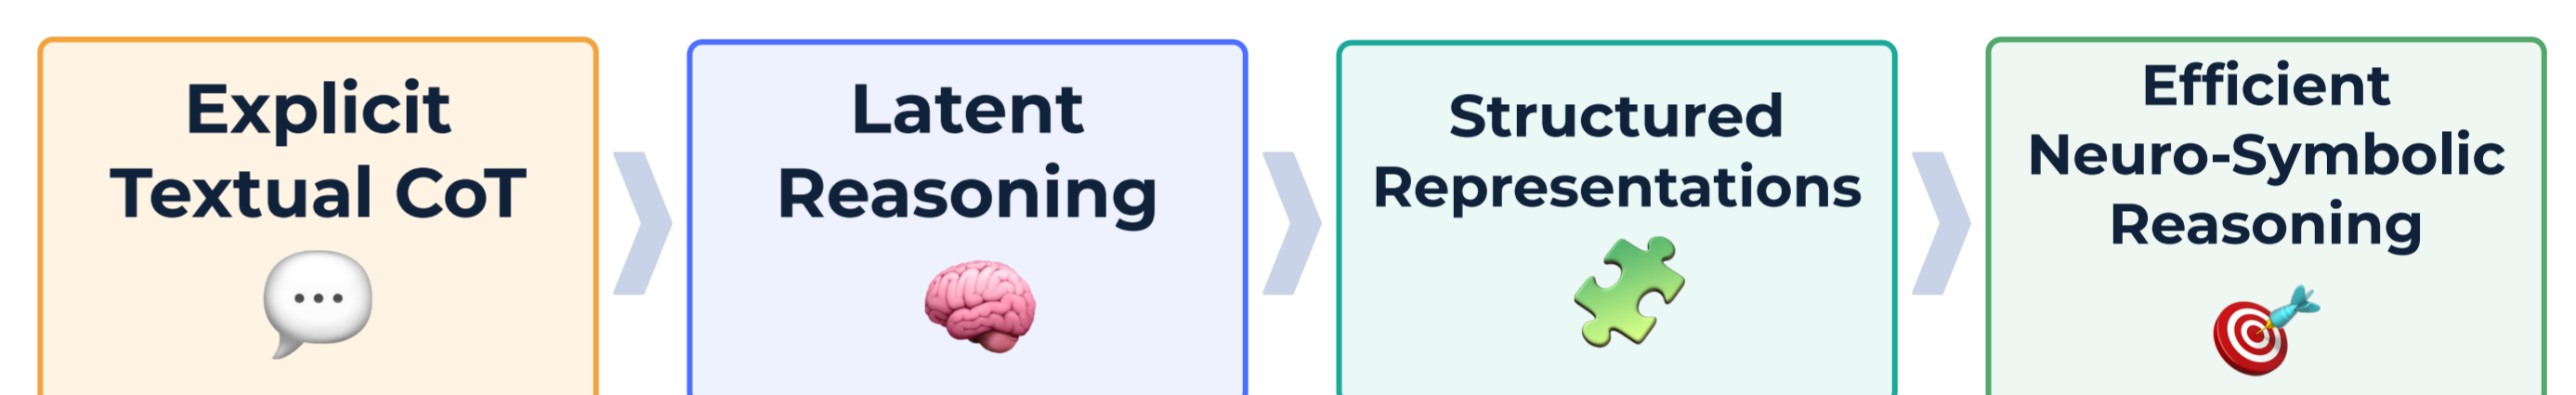 Explicit
Textual CoT
Latent
Reasoning
Structured
Representations
Efficient
Neuro-Symbolic
Reasoning